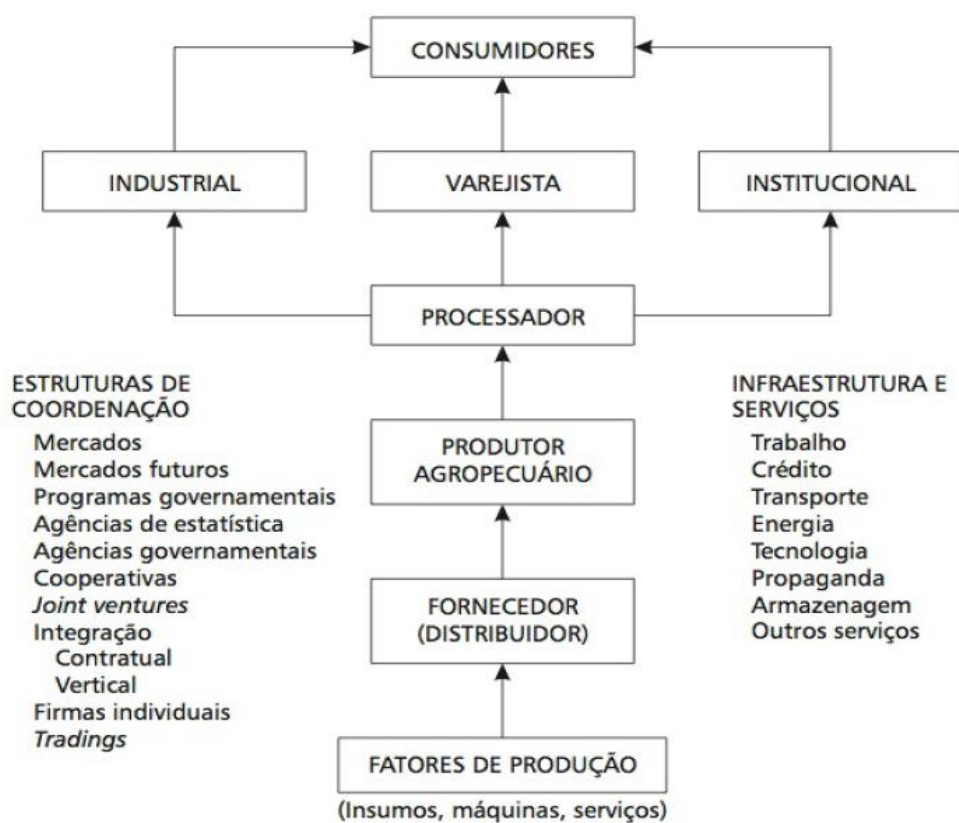 CONSUMIDORES
INDUSTRIAL
VAREJISTA
INSTITUCIONAL
PROCESSADOR
ESTRUTURAS DE
COORDENAÇÃO
Mercados
Mercados futuros
Programas governamentais
Agências de estatística
Agências governamentais
Cooperativas
Joint ventures
Integração
Contratual
Vertical
Firmas individuais
Tradings
PRODUTOR
AGROPECUÁRIO
FORNECEDOR
(DISTRIBUIDOR)
FATORES DE PRODUÇÃO
(Insumos, máquinas, serviços)
INFRAESTRUTURA E
SERVIÇOS
Trabalho
Crédito
Transporte
Energia
Tecnologia
Propaganda
Armazenagem
Outros serviços